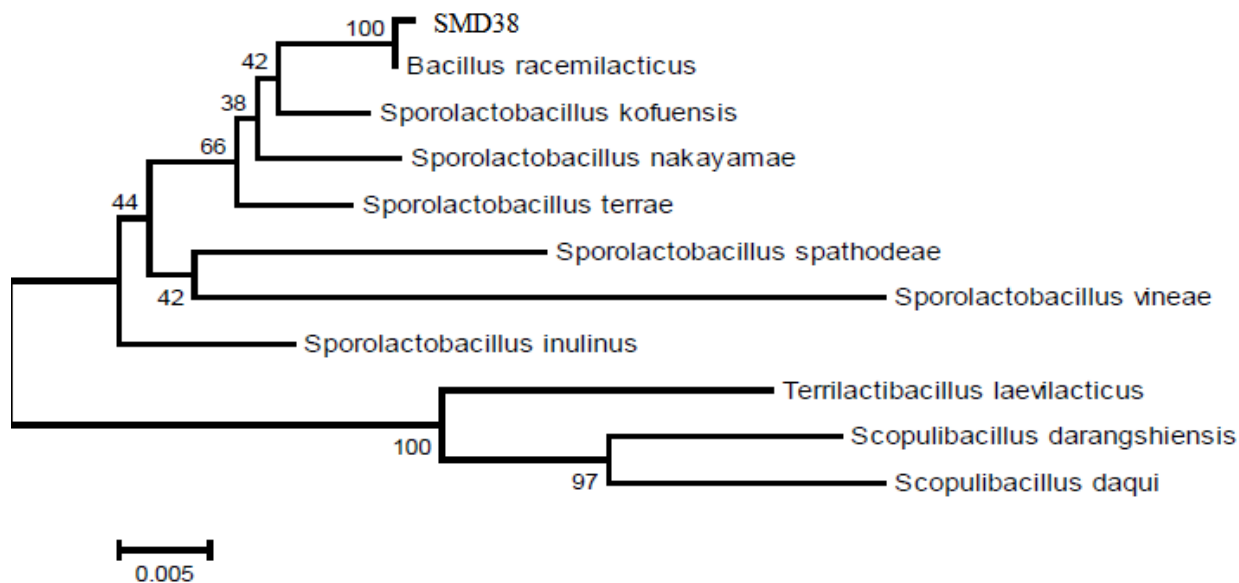 100 SMD38
Bacillus racemilacticus
42
Sporolactobacillus kofuensis
38
Sporolactobacillus nakayamae
66
Sporolactobacillus terrae
44
Sporolactobacillus spathodeae
42
Sporolactobacillus vineae
Sporolactobacillus inulinus
Terrilactibacillus laevilacticus
100
Scopulibacillus darangshiensis
97
Scopulibacillus daqui
0.005